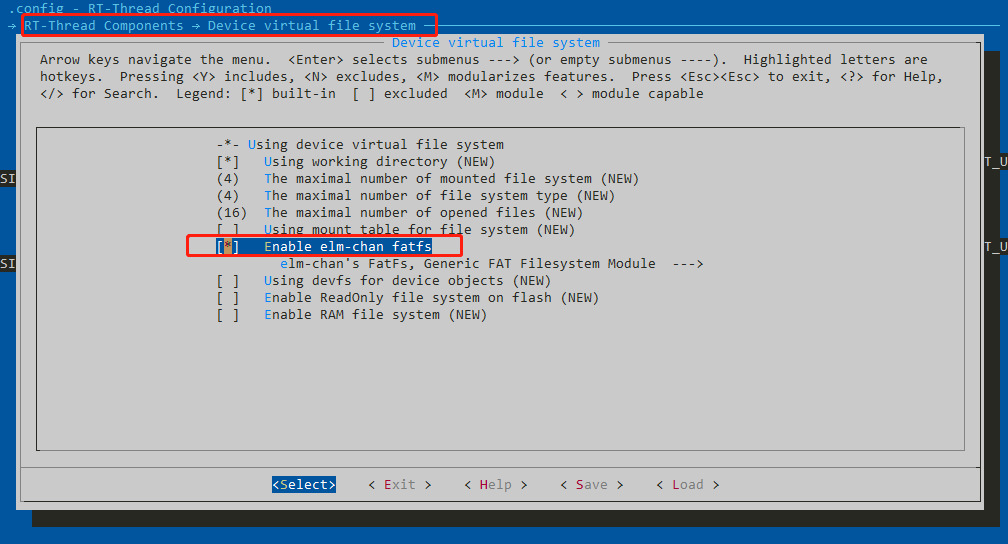 .config - RT-Thread Configuration
→ RT-Thread Components → Device virtual file system
Device virtual file system
Arrow keys navigate the menu.  <Enter> selects submenus ---> (or empty submenus ----).  Highlighted letters are
hotkeys.  Pressing <Y> includes, <N> excludes, <M> modularizes features.  Press <Esc><Esc> to exit, <?> for Help,
</> for Search.  Legend: [*] built-in  [ ] excluded  <M> module  < > module capable
-*- Using device virtual file system
[*]   Using working directory (NEW)
(4)   The maximal number of mounted file system (NEW)
(4)   The maximal number of file system type (NEW)
(16)  The maximal number of opened files (NEW)
[ ]   Using mount table for file system (NEW)
[*]   Enable elm-chan fatfs
elm-chan's FatFs, Generic FAT Filesystem Module  --->
[ ]   Using devfs for device objects (NEW)
[ ]   Enable ReadOnly file system on flash (NEW)
[ ]   Enable RAM file system (NEW)
SI
T_U
SI
T_U
<Select>    < Exit >    < Help >    < Save >    < Load >